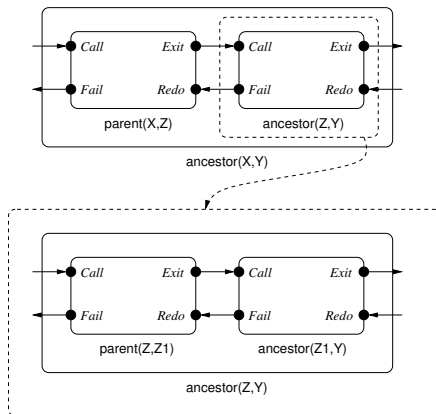 Call Exit Call Exit
Fail Redo Fail Redo
parent(X,Z) ancestor(Z,Y)
ancestor(X,Y)
Call Exit Call Exit
Fail Redo Fail Redo
parent(Z,Z1) ancestor(Z1,Y)
ancestor(Z,Y)